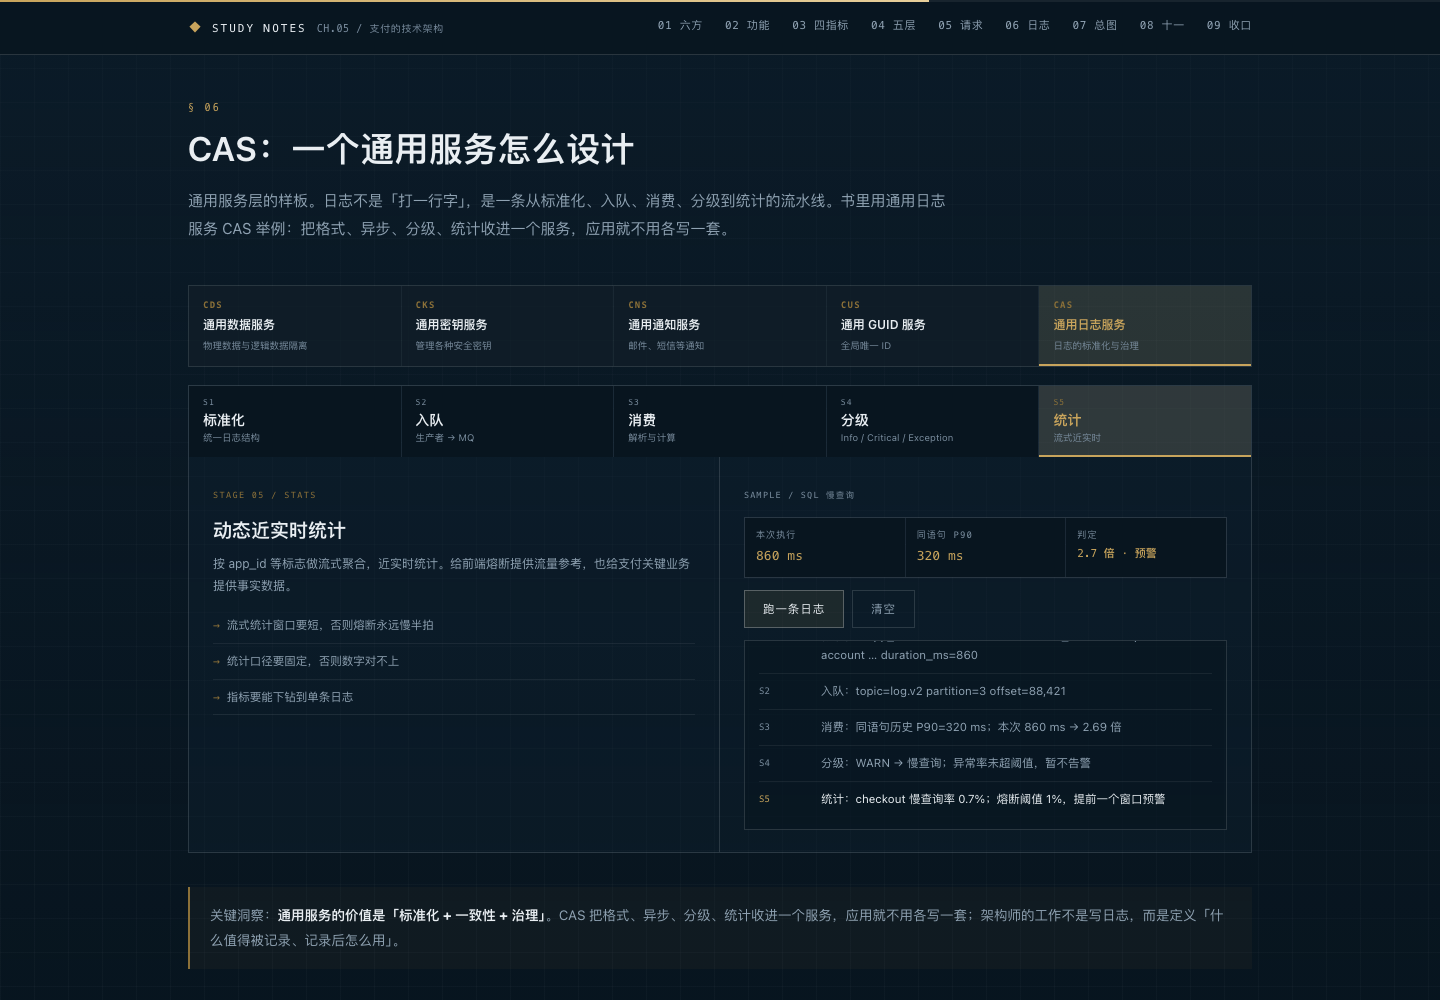 STUDY NOTES CH.05 / 支付的技术架构
01 六方 02 功能 03 四指标 04 五层 05 请求 06 日志 07 总图 08 十一 09 收口
§ 06
CAS：一个通用服务怎么设计
通用服务层的样板。日志不是「打一行字」，是一条从标准化、入队、消费、分级到统计的流水线。书里用通用日志
服务 CAS 举例：把格式、异步、分级、统计收进一个服务，应用就不用各写一套。
CDS
通用数据服务
物理数据与逻辑数据隔离
CKS
通用密钥服务
管理各种安全密钥
CNS
通用通知服务
邮件、短信等通知
CUS
通用 GUID 服务
全局唯一 ID
CAS
通用日志服务
日志的标准化与治理
S1
标准化
统一日志结构
S2
入队
生产者 → MQ
S3
消费
解析与计算
S4
分级
Info / Critical / Exception
S5
统计
流式近实时
STAGE 05 / STATS
动态近实时统计
按 app_id 等标志做流式聚合，近实时统计。给前端熔断提供流量参考，也给支付关键业务
提供事实数据。
→ 流式统计窗口要短，否则熔断永远慢半拍
→ 统计口径要固定，否则数字对不上
→ 指标要能下钻到单条日志
SAMPLE / SQL 慢查询
本次执行
860 ms
同语句 P90
320 ms
判定
2.7 倍 · 预警
跑一条日志
清空
account … duration_ms=860
S2 入队：topic=log.v2 partition=3 offset=88,421
S3 消费：同语句历史 P90=320 ms；本次 860 ms → 2.69 倍
S4 分级：WARN → 慢查询；异常率未超阈值，暂不告警
S5 统计：checkout 慢查询率 0.7%；熔断阈值 1%，提前一个窗口预警
关键洞察：通用服务的价值是「标准化 + 一致性 + 治理」。CAS 把格式、异步、分级、统计收进一个服务，应用就不用各写一套；架构师的工作不是写日志，而是定义「什
么值得被记录、记录后怎么用」。